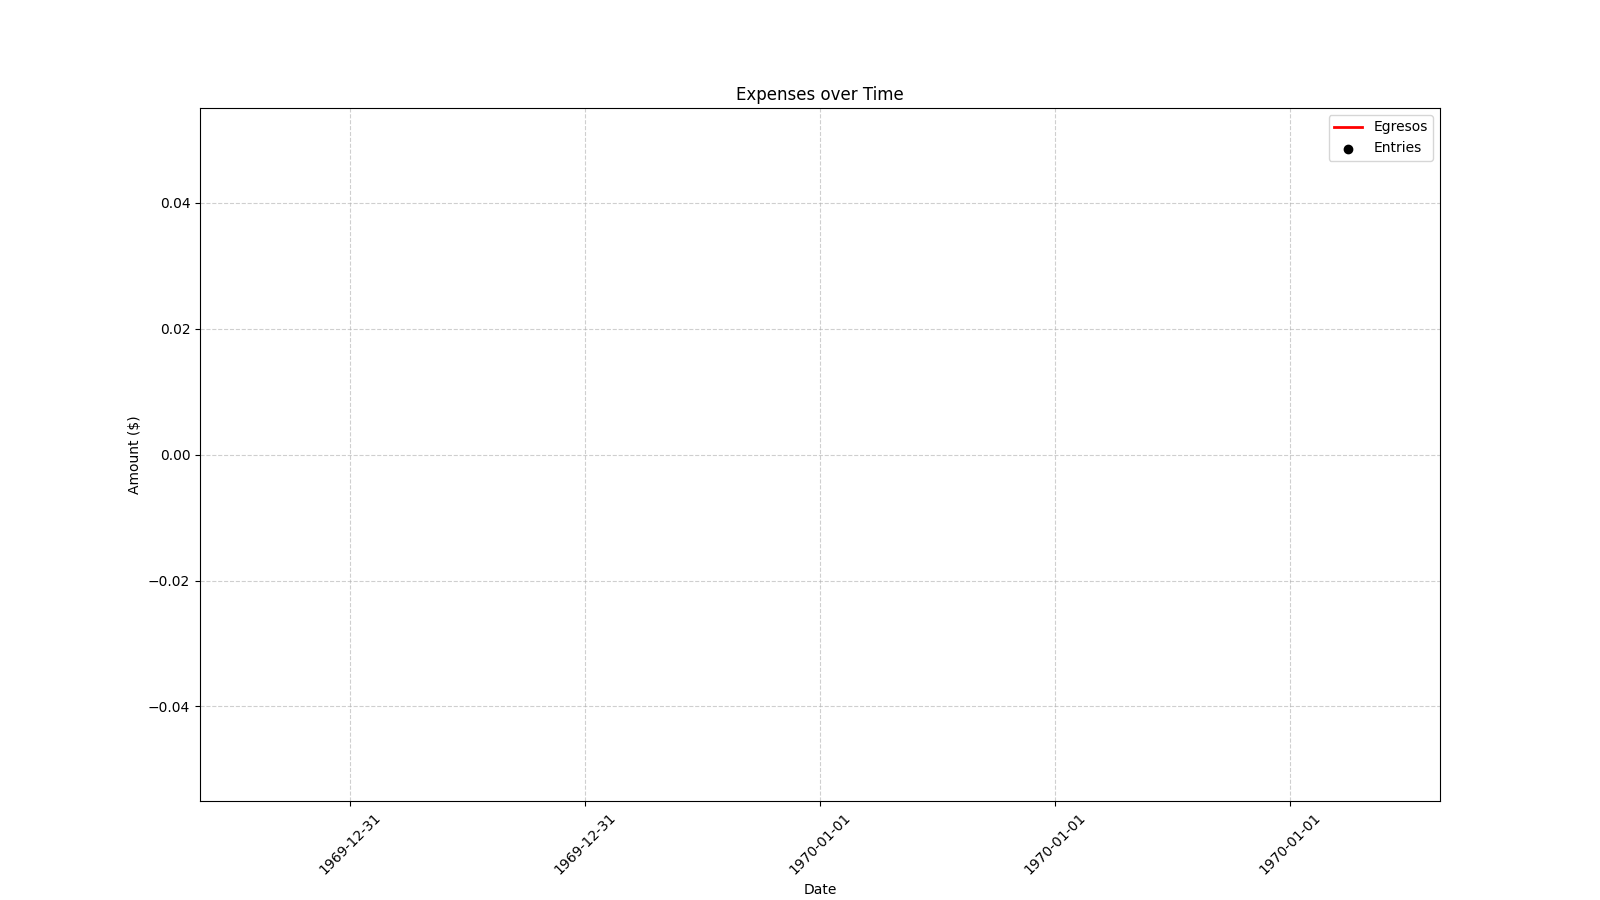 Expenses over Time
Egresos
Entries
0.04
0.02
0.00
−0.02
−0.04
Amount ($)
1969-12-31
1969-12-31
1970-01-01
1970-01-01
1970-01-01
Date